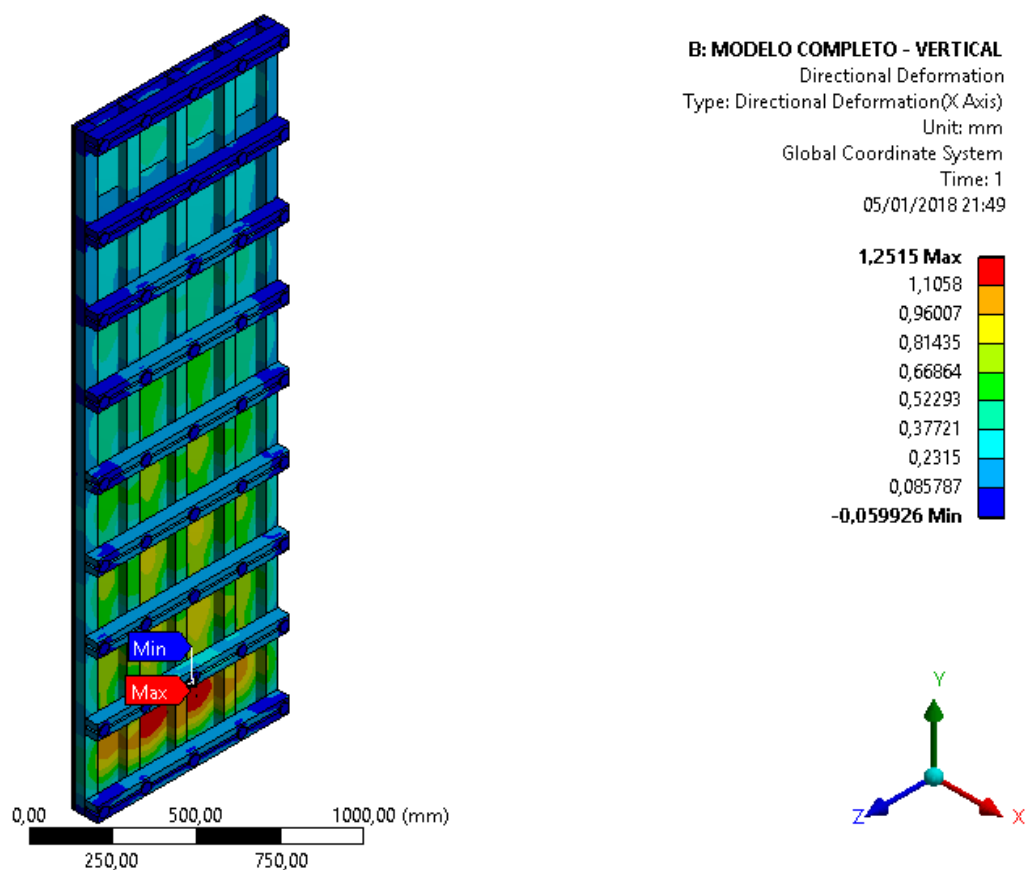 B: MODELO COMPLETO - VERTICAL
Directional Deformation
Type: Directional Deformation(X Axis)
Unit: mm
Global Coordinate System
Time: 1
05/01/2018 21:49
1,2515 Max
1,1058
0,96007
0,81435
0,66864
0,52293
0,37721
0,2315
0,085787
-0,059926 Min
Min
Max
0,00 500,00 1000,00 (mm)
250,00 750,00
Y
Z X